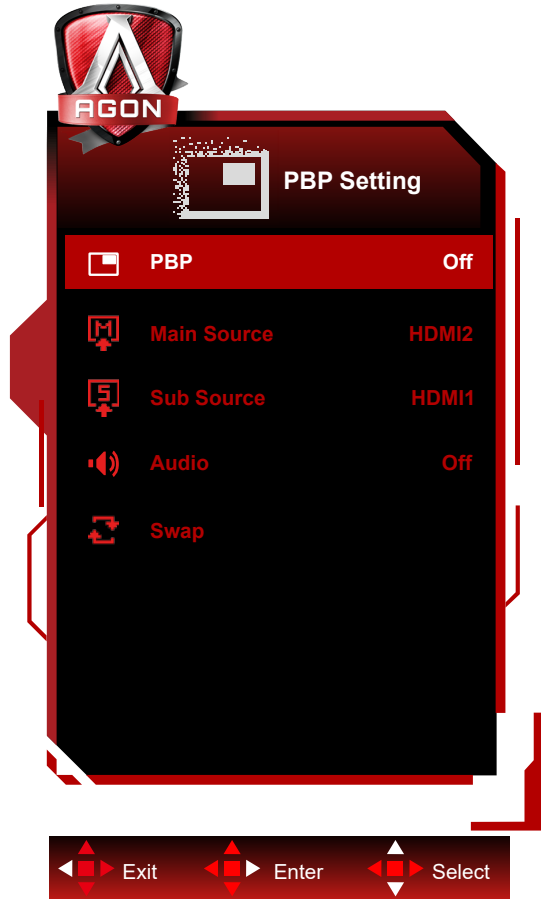 AGON
PBP Setting
PBP Off
Main Source HDMI2
Sub Source HDMI1
Audio Off
Swap
Exit Enter Select